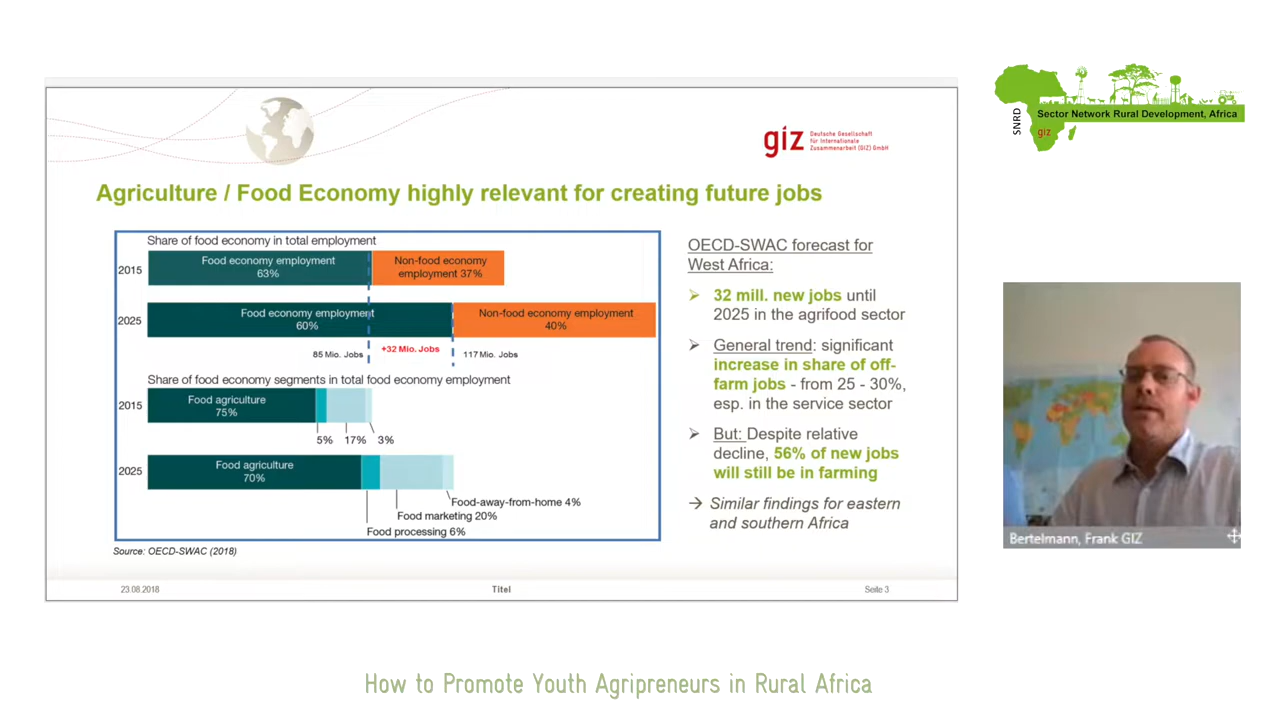 giz
Deutsche Gesellschaft
für Internationale
Zusammenarbeit (GIZ) GmbH
SNRD
Sector Network Rural Development, Africa
giz
Agriculture / Food Economy highly relevant for creating future jobs
Share of food economy in total employment
2015
Food economy employment
63%
Non-food economy
employment 37%
2025
Food economy employment
60%
Non-food economy employment
40%
85 Mio. Jobs
+32 Mio. Jobs
117 Mio. Jobs
Share of food economy segments in total food economy employment
2015
Food agriculture
75%
5% 17% 3%
2025
Food agriculture
70%
Food-away-from-home 4%
Food marketing 20%
Food processing 6%
Source: OECD-SWAC (2018)
OECD-SWAC forecast for
West Africa:
32 mill. new jobs until
2025 in the agrifood sector
General trend: significant
increase in share of off-
farm jobs - from 25 - 30%,
esp. in the service sector
But: Despite relative
decline, 56% of new jobs
will still be in farming
→ Similar findings for eastern
and southern Africa
23.08.2018
Titel
Seite 3
Bertelmann, Frank GIZ
How to Promote Youth Agripreneurs in Rural Africa